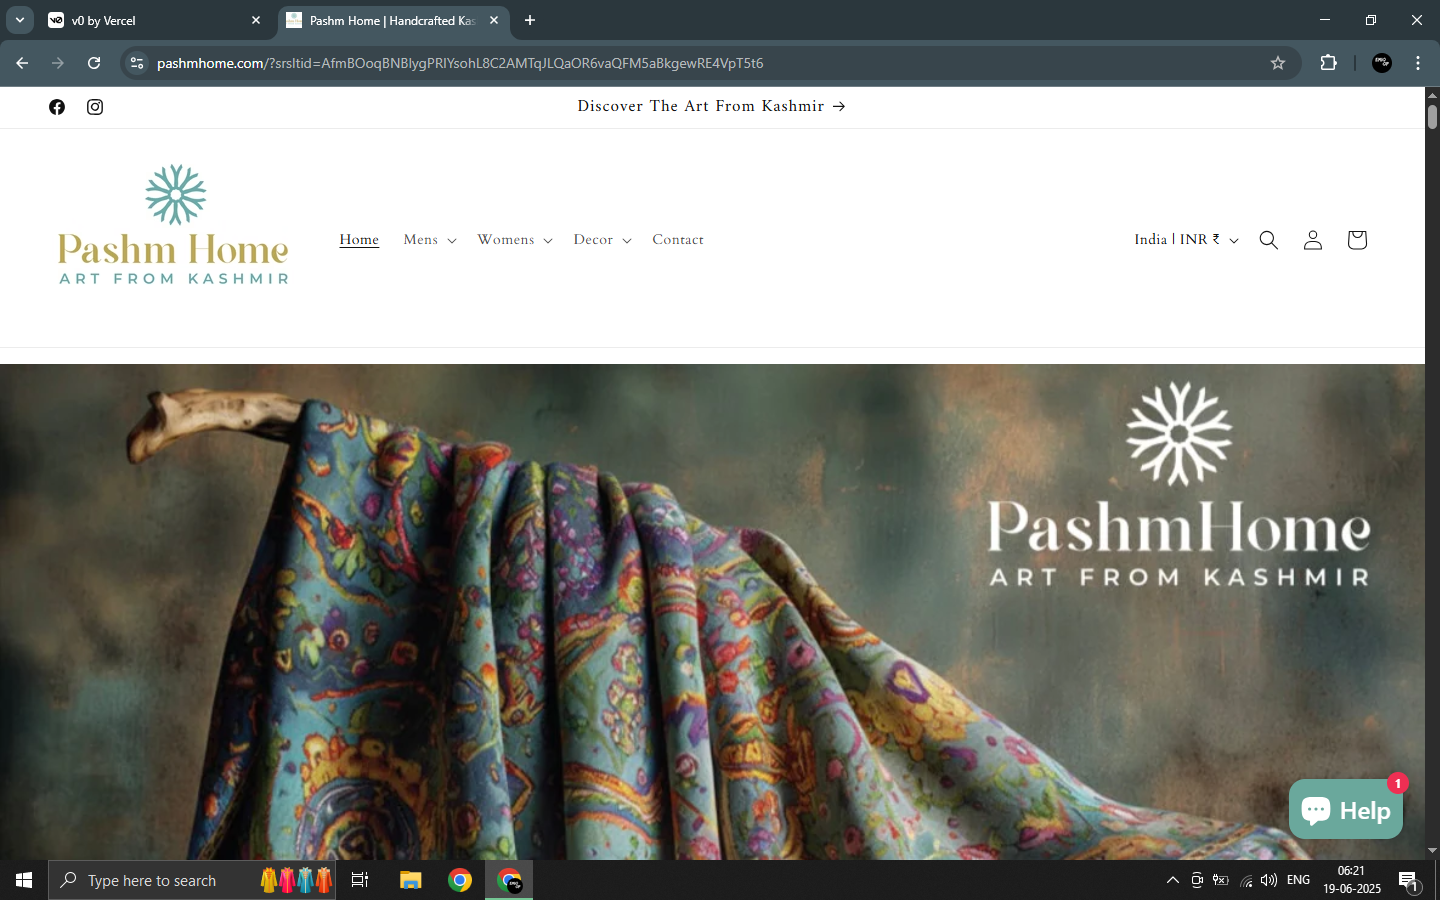 v0 by Vercel
Pashm Home | Handcrafted Kas
pashmhome.com/?srsltid=AfmBOoqBNBlygPRIYsohL8C2AMTqJLQaOR6vaQFM5aBkgewRE4VpT5t6
Discover The Art From Kashmir →
Pashm Home
ART FROM KASHMIR
Home Mens Womens Decor Contact
India | INR ₹
PashmHome
ART FROM KASHMIR
1
Help
Type here to search
ENG
06:21
19-06-2025
1